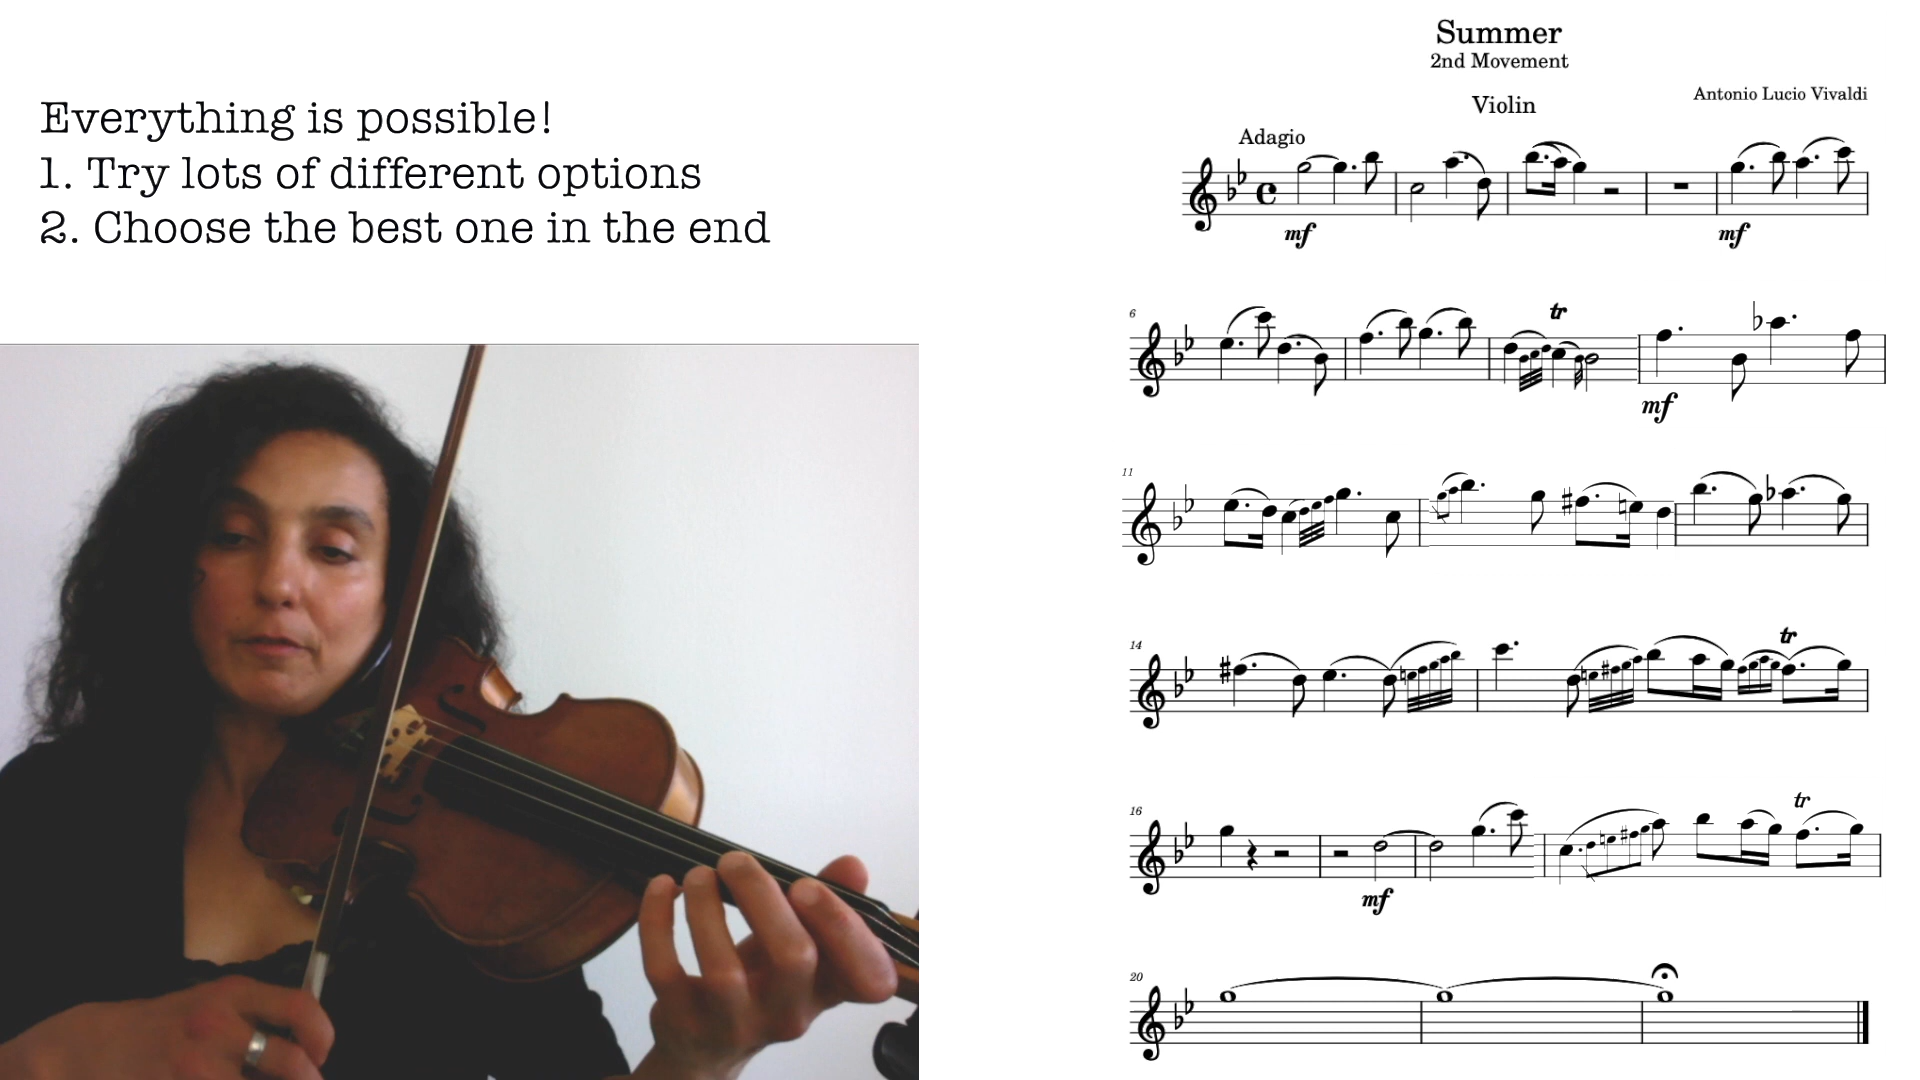 Everything is possible!
1. Try lots of different options
2. Choose the best one in the end
Summer
2nd Movement
Violin
Antonio Lucio Vivaldi
Adagio
mf
mf
6
tr
mf
11
14
tr
16
tr
mf
20